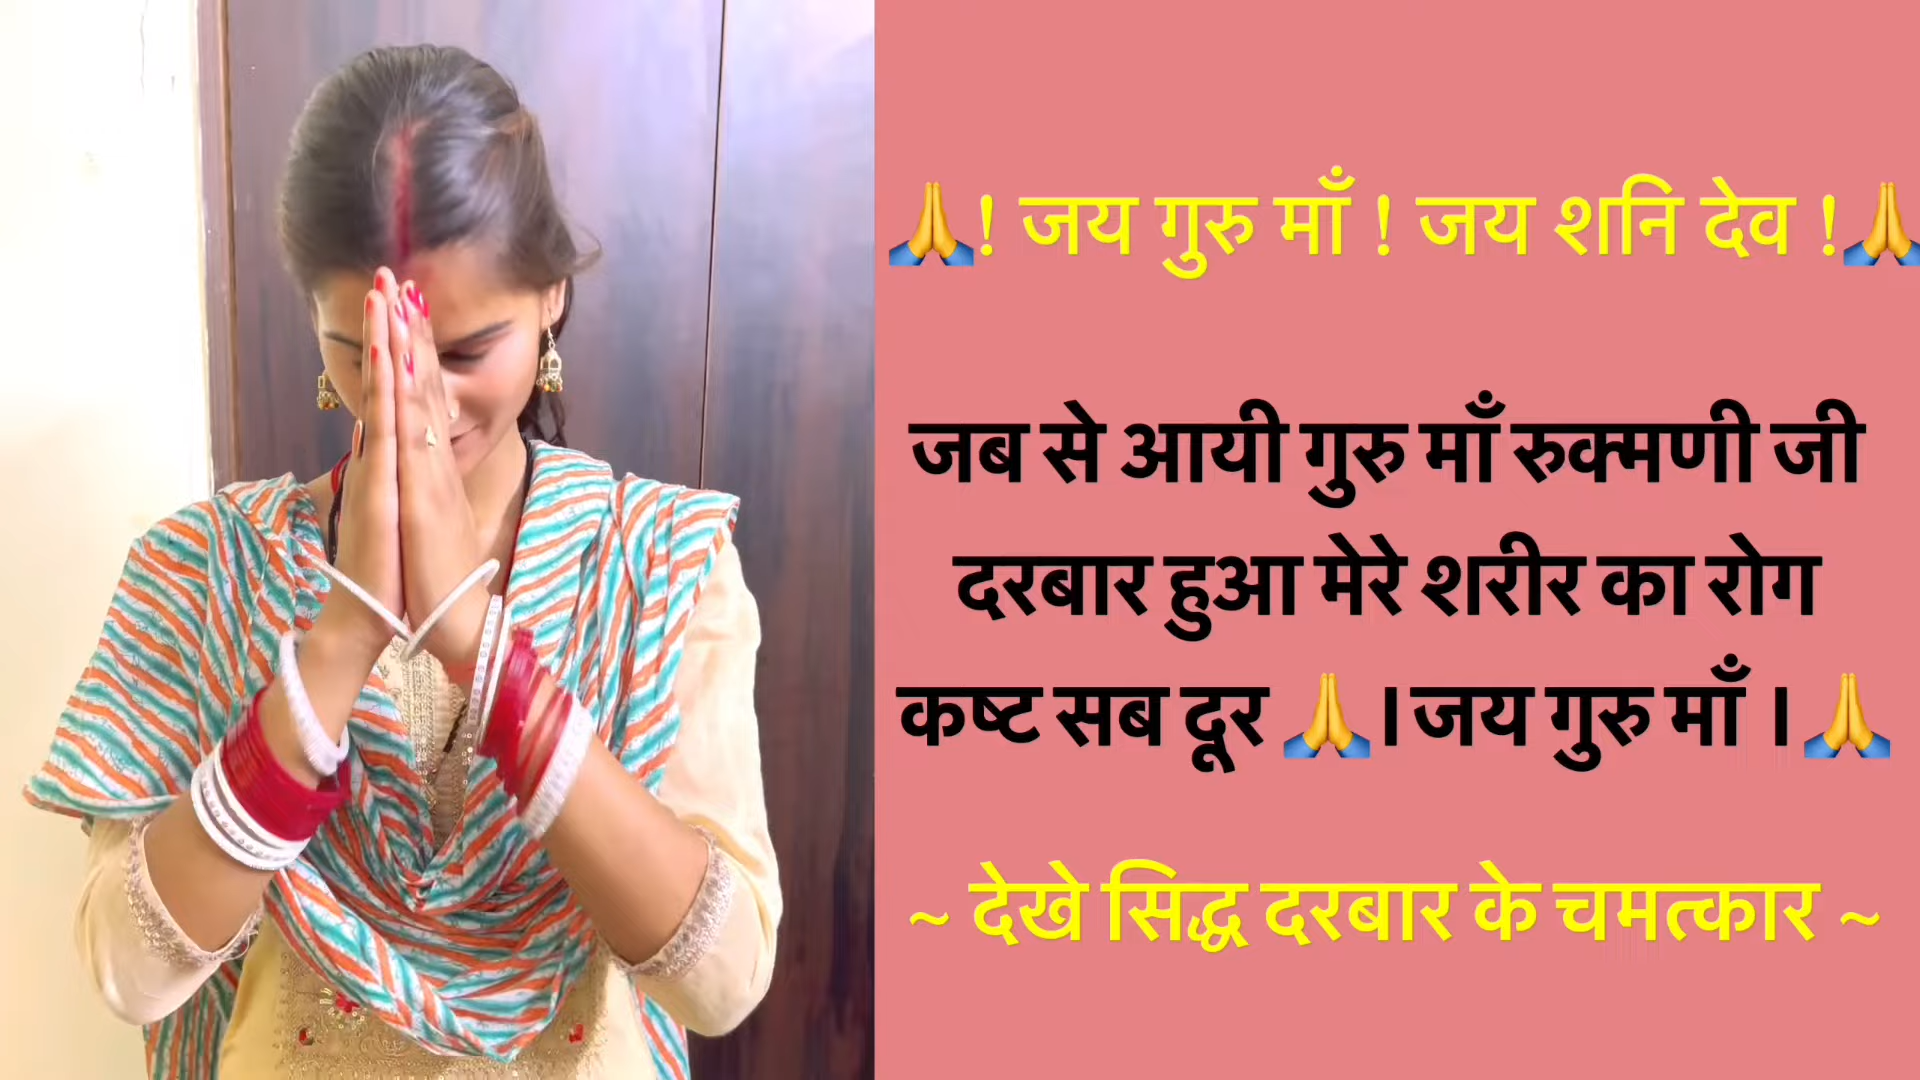 🙏! जय गुरु माँ ! जय शनि देव !🙏
जब से आयी गुरु माँ रुक्मणी जी
दरबार हुआ मेरे शरीर का रोग
कष्ट सब दूर 🙏। जय गुरु माँ । 🙏
~ देखे सिद्ध दरबार के चमत्कार ~